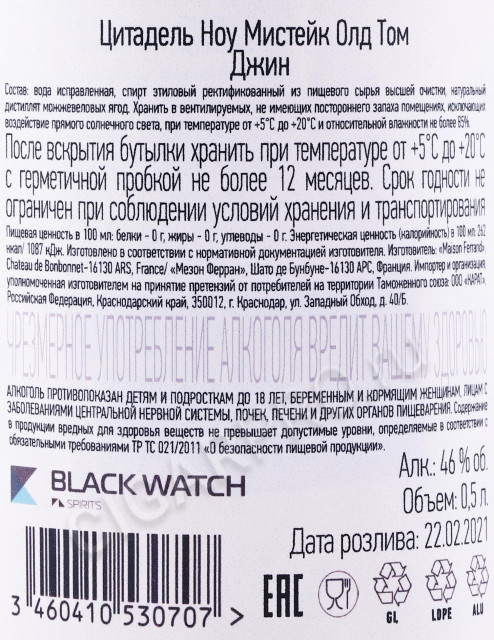 Цитадель Ноу Мистейк Олд Том
Джин
Состав: вода исправленная, спирт этиловый ректификованный из пищевого сырья высшей очистки, натуральный
дистиллят можжевеловых ягод. Хранить в вентилируемых, не имеющих постороннего запаха помещениях, исключающих
воздействие прямого солнечного света, при температуре от +5°С до +20°С и относительной влажности не более 85%.
После вскрытия бутылки хранить при температуре от +5°С до +20°С
с герметичной пробкой не более 12 месяцев. Срок годности не
ограничен при соблюдении условий хранения и транспортирования
Пищевая ценность в 100 мл: белки - 0 г, жиры - 0 г, углеводы - 0 г. Энергетическая ценность (калорийность) в 100 мл. 262
ккал/ 1087 кДж. Изготовлено в соответствии с нормативной документацией изготовителя. Изготовитель: «Maison Ferrand»,
Chateau de Bonbonnet-16130 ARS, France/ «Мезон Ферран», Шато де Бункбуне-16130 АРС, Франция. Импортер и организация,
уполномоченная изготовителем на принятие претензий от потребителей на территории Таможенного союза: ООО «КАРАТ»,
Российская Федерация, Краснодарский край, 350012, г. Краснодар, ул. Западный Обход, д. 40/Б.
ЧРЕЗМЕРНОЕ УПОТРЕБЛЕНИЕ АЛКОГОЛЯ ВРЕДИТ ВАШЕМУ ЗДОРОВЬЮ
АЛКОГОЛЬ ПРОТИВОПОКАЗАН ДЕТЯМ И ПОДРОСТКАМ ДО 18 ЛЕТ, БЕРЕМЕННЫМ И КОРМЯЩИМ ЖЕНЩИНАМ, ЛИЦАМ С
ЗАБОЛЕВАНИЯМИ ЦЕНТРАЛЬНОЙ НЕРВНОЙ СИСТЕМЫ, ПОЧЕК, ПЕЧЕНИ И ДРУГИХ ОРГАНОВ ПИЩЕВАРЕНИЯ. Содержание
в продукции вредных для здоровья веществ не превышает допустимые уровни, определяемые в соответствии с
обязательными требованиями ТР ТС 021/2011 «О безопасности пищевой продукции».
Алк.: 46 % об.
BLACK WATCH
SPIRITS
Объем: 0,5 л.
Дата розлива: 22.02.2021
EAC
GL LDPE ALU
3 460410 530707 >